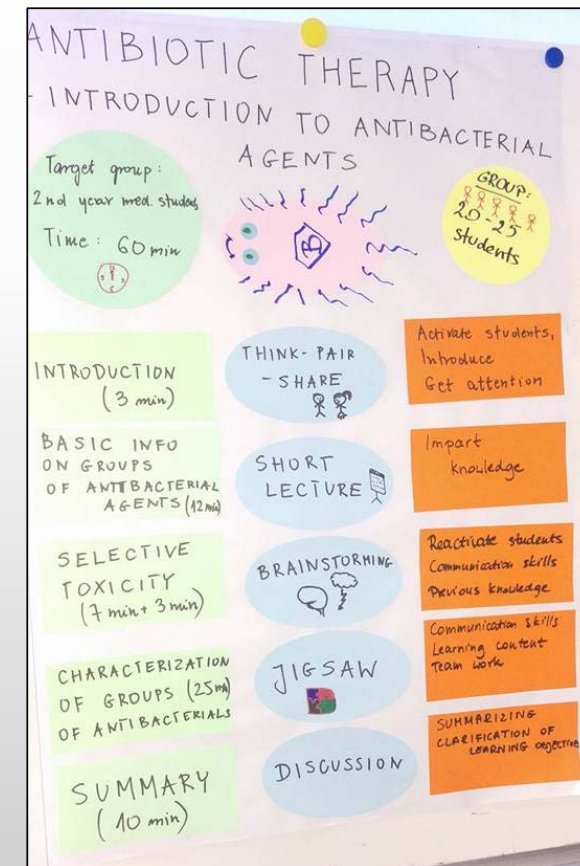 ANTIBIOTIC THERAPY
- INTRODUCTION TO ANTIBACTERIAL
AGENTS
Target group:
2nd year med. students
Time: 60 min
B
GROUP:
20-25
students
INTRODUCTION
(3 min)
THINK-PAIR
- SHARE
Activate students,
Introduce
Get attention
BASIC INFO
ON GROUPS
OF ANTIBACTERIAL
AGENTS (12 min)
SHORT
LECTURE
Impart
knowledge
SELECTIVE
TOXICITY
(7 min + 3 min)
BRAINSTORMING
Reactivate students
Communication skills
Previous knowledge
CHARACTERIZATION
OF GROUPS (25 min)
OF ANTIBACTERIALS
JIGSAW
Communication skills
Learning content
Team work
SUMMARY
(10 min)
DISCUSSION
SUMMARIZING
CLARIFICATION OF
LEARNING objectives